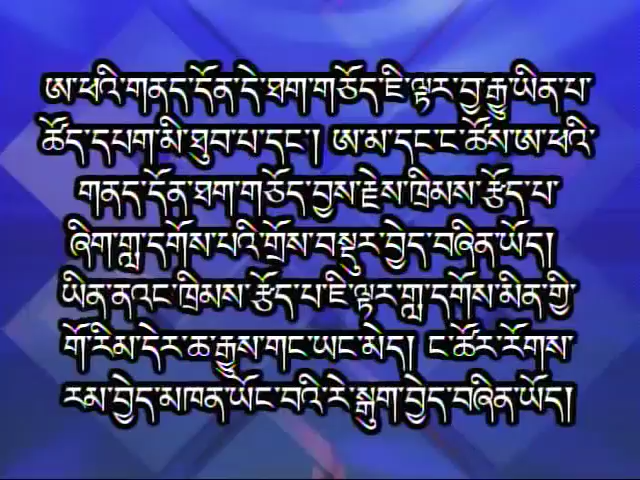 ཨ་ཕའི་གནད་དོན་དེ་ཐག་གཅོད་ཇི་ལྟར་བྱ་རྒྱུ་ཡིན་པ་
ཚོད་དཔག་མི་ཐུབ་པ་དང་། ཨ་མ་དང་ང་ཚོས་ཨ་ཕའི་
གནད་དོན་ཐག་གཅོད་བྱས་རྗེས་ཁྲིམས་རྩོད་པ་
ཞིག་གླ་དགོས་པའི་གྲོས་བསྡུར་བྱེད་བཞིན་ཡོད།
ཡིན་ནའང་ཁྲིམས་རྩོད་པ་ཇི་ལྟར་གླ་དགོས་མིན་གྱི་
གོ་རིམ་དེར་ཆ་རྒྱུས་གང་ཡང་མེད། ང་ཚོར་རོགས་
རམ་བྱེད་མཁན་ཡོང་བའི་རེ་སྒུག་བྱེད་བཞིན་ཡོད།